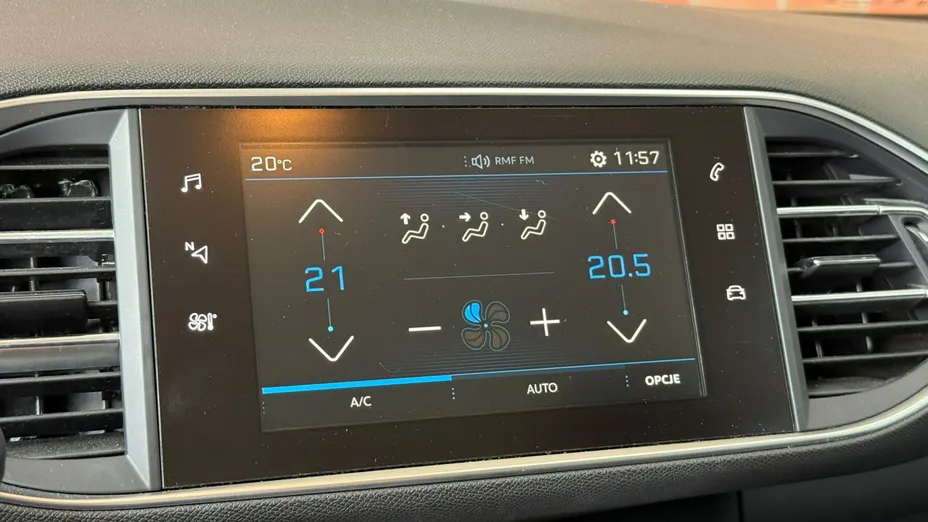 20°C
RMF FM
11:57
N
21
20.5
A/C
AUTO
OPCJE